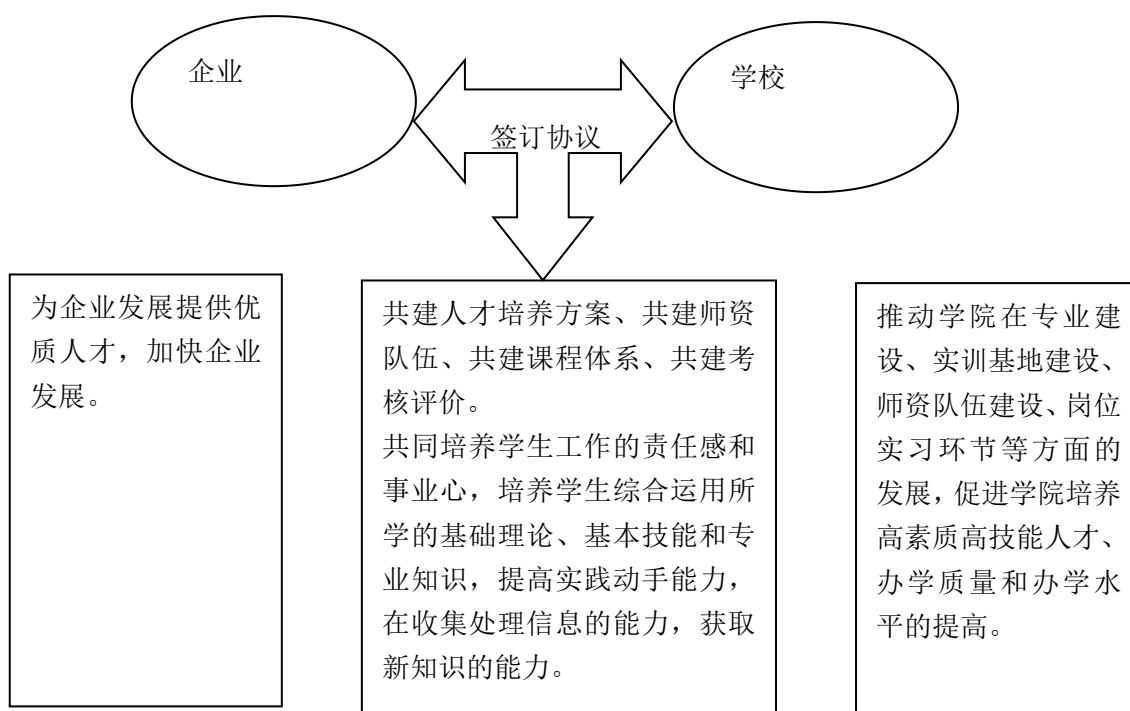 企业
学校
签订协议
为企业发展提供优
质人才，加快企业
发展。
共建人才培养方案、共建师资
队伍、共建课程体系、共建考
核评价。
共同培养学生工作的责任感和
事业心，培养学生综合运用所
学的基础理论、基本技能和专
业知识，提高实践动手能力，
在收集处理信息的能力，获取
新知识的能力。
推动学院在专业建
设、实训基地建设、
师资队伍建设、岗位
实习环节等方面的
发展，促进学院培养
高素质高技能人才、
办学质量和办学水
平的提高。